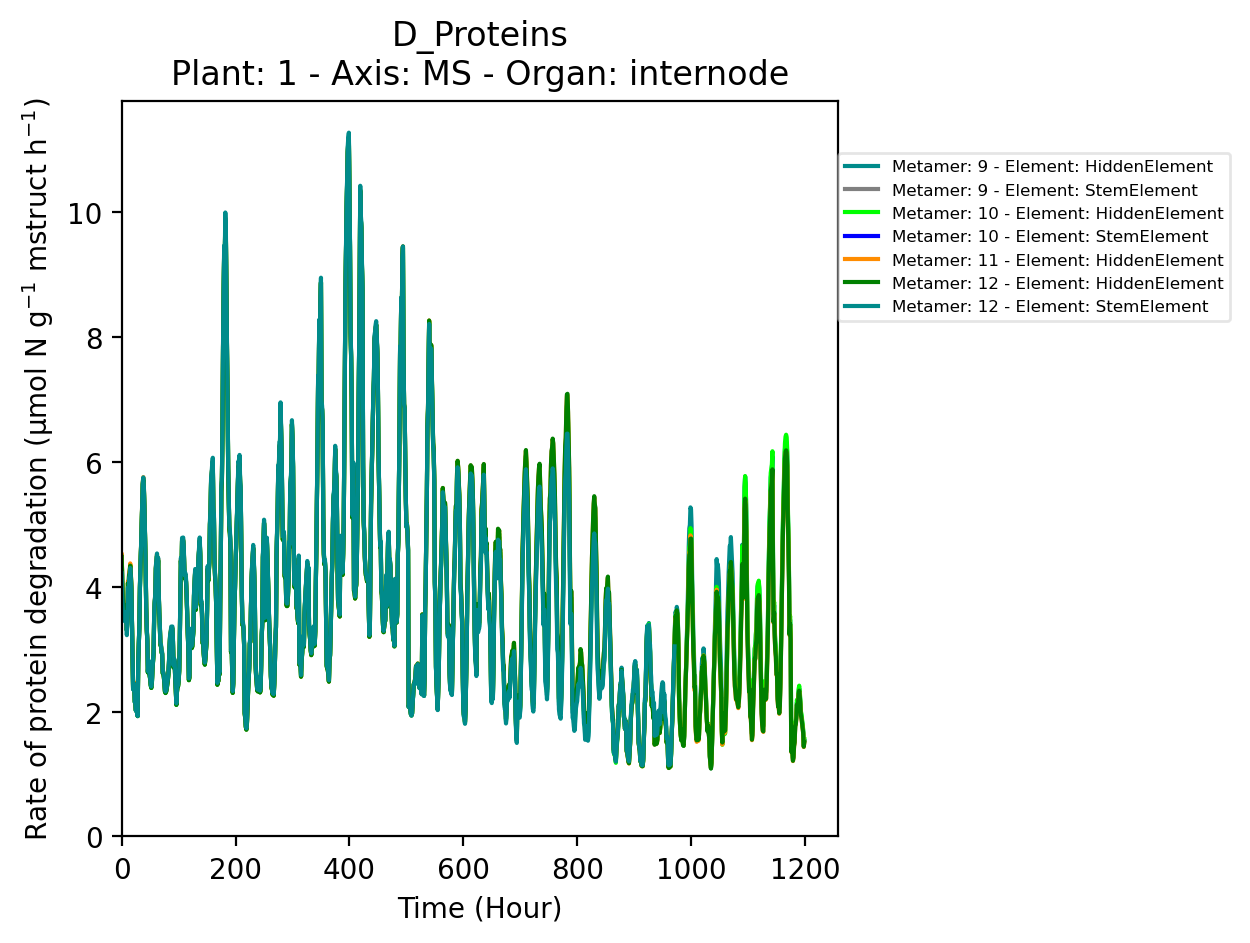 D_Proteins
Plant: 1 - Axis: MS - Organ: internode
Rate of protein degradation (µmol N g⁻¹ mstruct h⁻¹)
10
8
6
4
2
0
0 200 400 600 800 1000 1200
Time (Hour)
Metamer: 9 - Element: HiddenElement
Metamer: 9 - Element: StemElement
Metamer: 10 - Element: HiddenElement
Metamer: 10 - Element: StemElement
Metamer: 11 - Element: HiddenElement
Metamer: 12 - Element: HiddenElement
Metamer: 12 - Element: StemElement